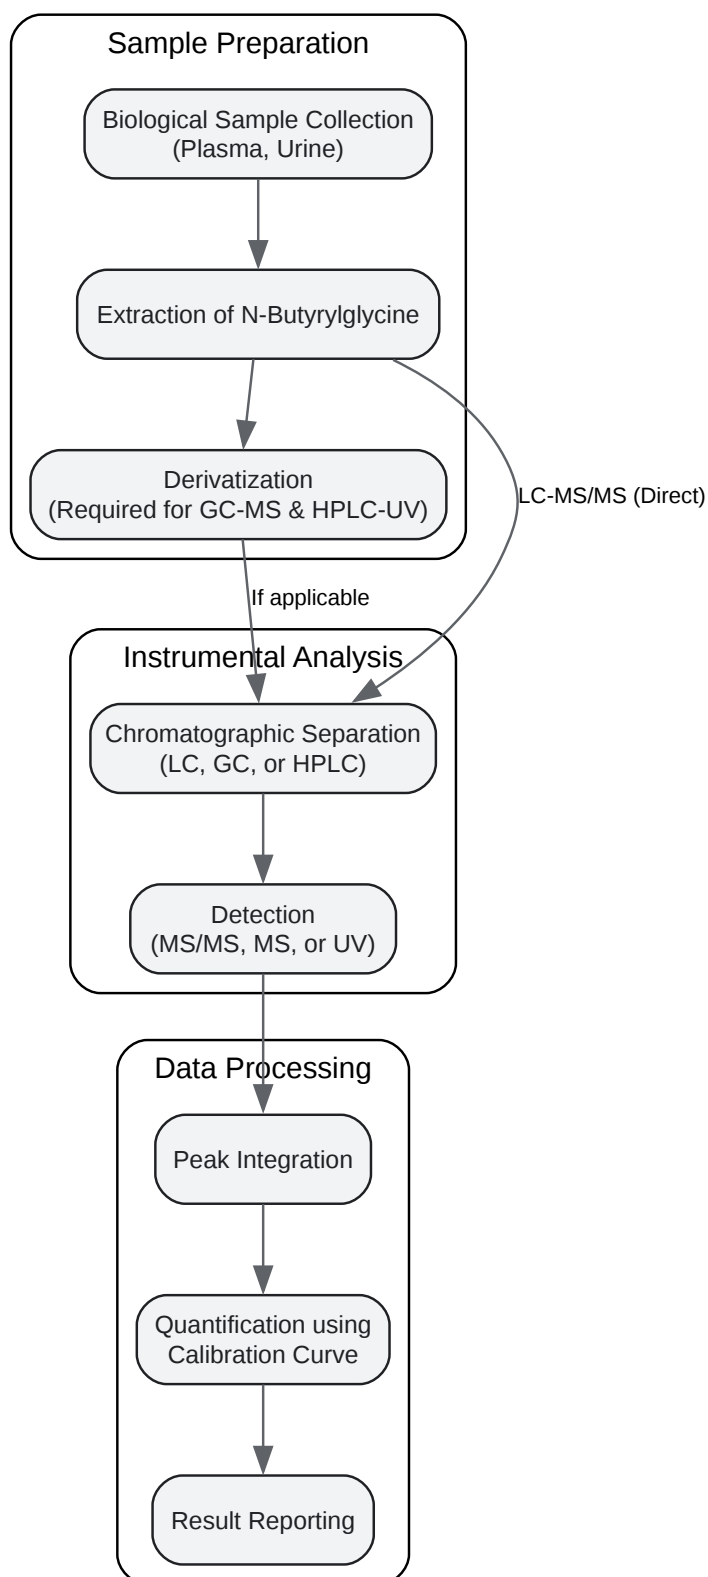 Sample Preparation
Biological Sample Collection
(Plasma, Urine)
Extraction of N-Butyrylglycine
Derivatization
(Required for GC-MS & HPLC-UV)
LC-MS/MS (Direct)
If applicable
Instrumental Analysis
Chromatographic Separation
(LC, GC, or HPLC)
Detection
(MS/MS, MS, or UV)
Data Processing
Peak Integration
Quantification using
Calibration Curve
Result Reporting